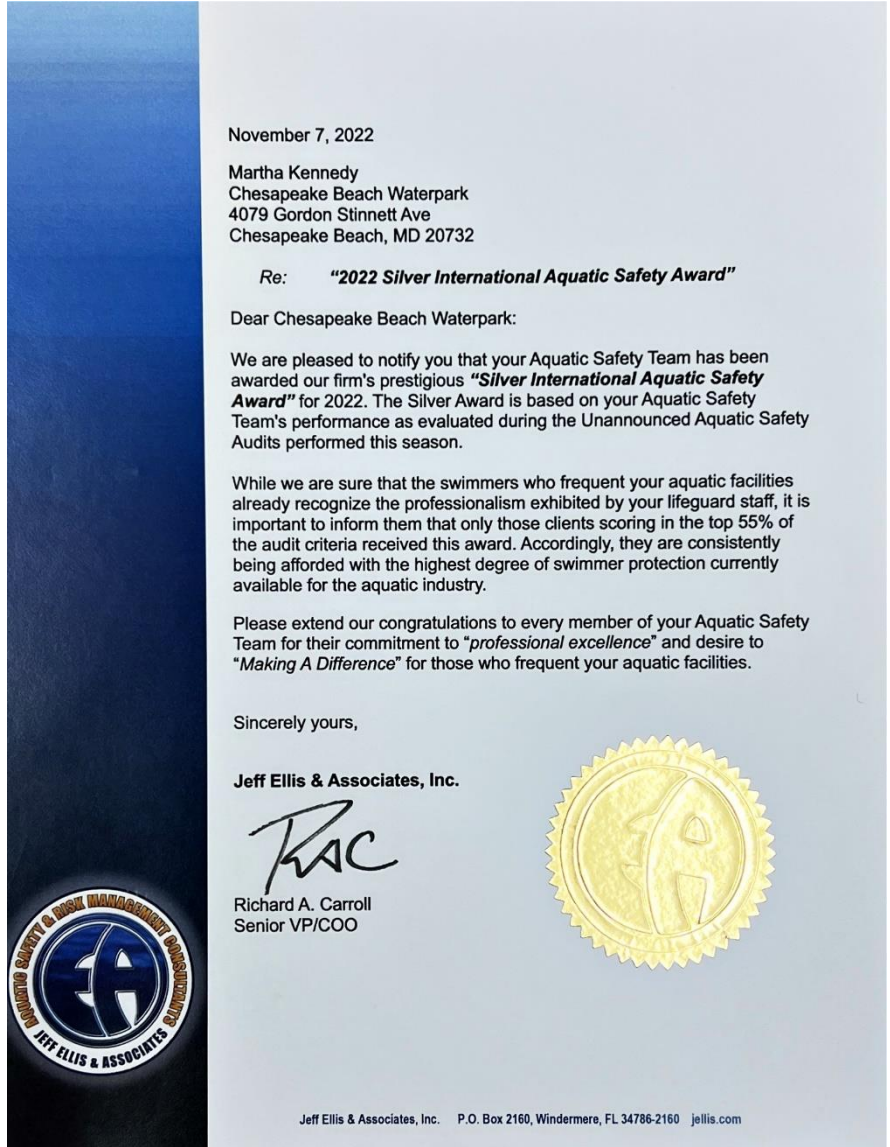 November 7, 2022
Martha Kennedy
Chesapeake Beach Waterpark
4079 Gordon Stinnett Ave
Chesapeake Beach, MD 20732
Re: "2022 Silver International Aquatic Safety Award"
Dear Chesapeake Beach Waterpark:
We are pleased to notify you that your Aquatic Safety Team has been
awarded our firm's prestigious "Silver International Aquatic Safety
Award" for 2022. The Silver Award is based on your Aquatic Safety
Team's performance as evaluated during the Unannounced Aquatic Safety
Audits performed this season.
While we are sure that the swimmers who frequent your aquatic facilities
already recognize the professionalism exhibited by your lifeguard staff, it is
important to inform them that only those clients scoring in the top 55% of
the audit criteria received this award. Accordingly, they are consistently
being afforded with the highest degree of swimmer protection currently
available for the aquatic industry.
Please extend our congratulations to every member of your Aquatic Safety
Team for their commitment to "professional excellence" and desire to
"Making A Difference" for those who frequent your aquatic facilities.
Sincerely yours,
Jeff Ellis & Associates, Inc.
RAC
Richard A. Carroll
Senior VP/COO
AQUATIC SAFETY & RISK MANAGEMENT CONSULTANTS
EA
JEFF ELLIS & ASSOCIATES
EA
Jeff Ellis & Associates, Inc. P.O. Box 2160, Windermere, FL 34786-2160 jellis.com